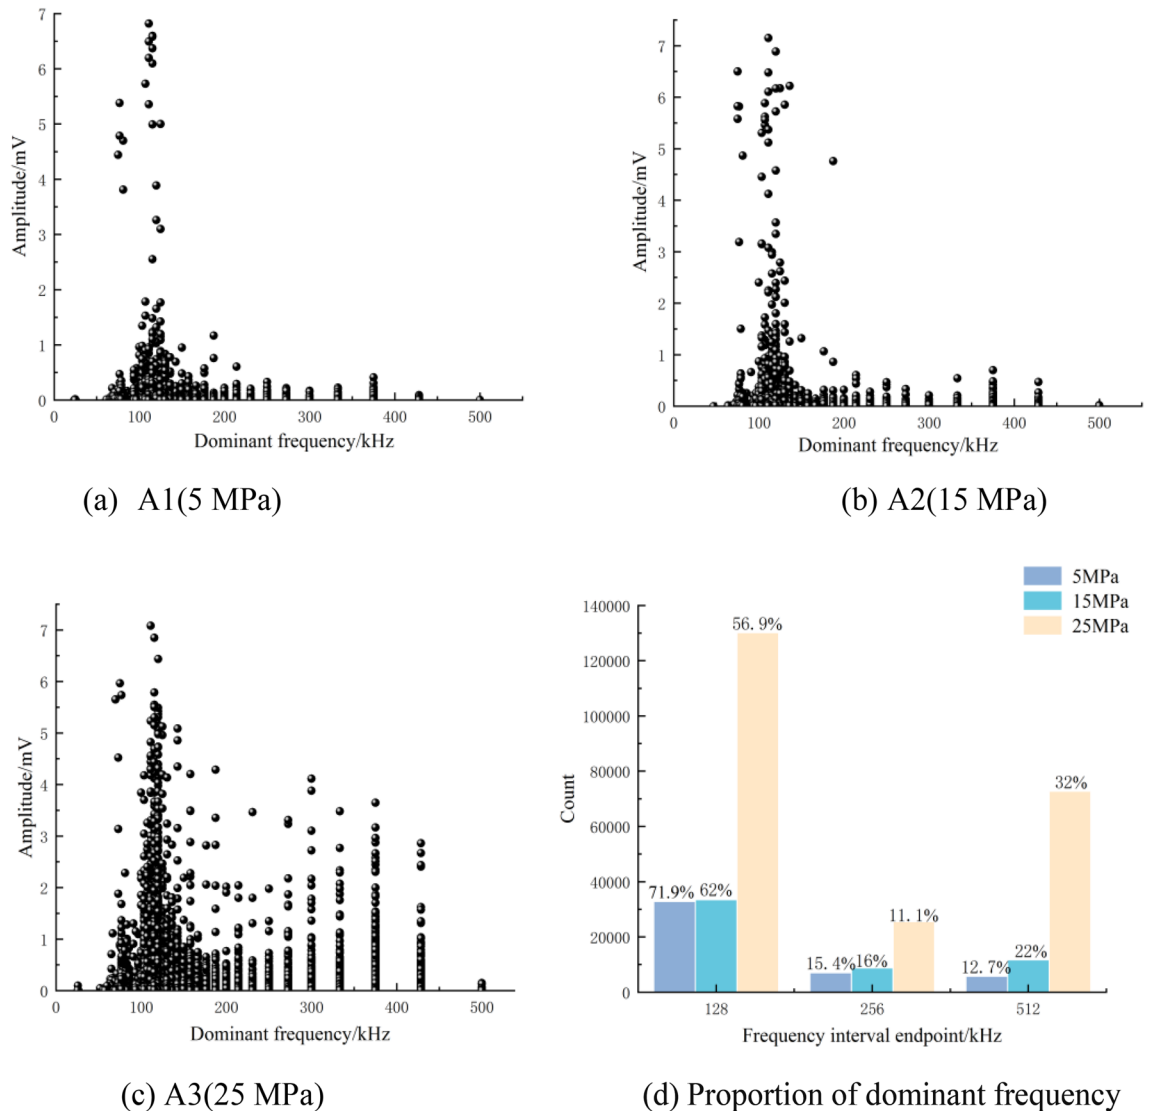 7
6
5
4
3
2
1
0
Amplitude/mV
0 100 200 300 400 500
Dominant frequency/kHz
(a) A1(5 MPa)
7
6
5
4
3
2
1
0
Amplitude/mV
0 100 200 300 400 500
Dominant frequency/kHz
(b) A2(15 MPa)
7
6
5
4
3
2
1
0
Amplitude/mV
0 100 200 300 400 500
Dominant frequency/kHz
(c) A3(25 MPa)
5MPa
15MPa
25MPa
140000
120000
100000
80000
60000
40000
20000
0
Count
71.9% 62% 56.9%
15.4% 16% 11.1%
12.7% 22% 32%
128 256 512
Frequency interval endpoint/kHz
(d) Proportion of dominant frequency